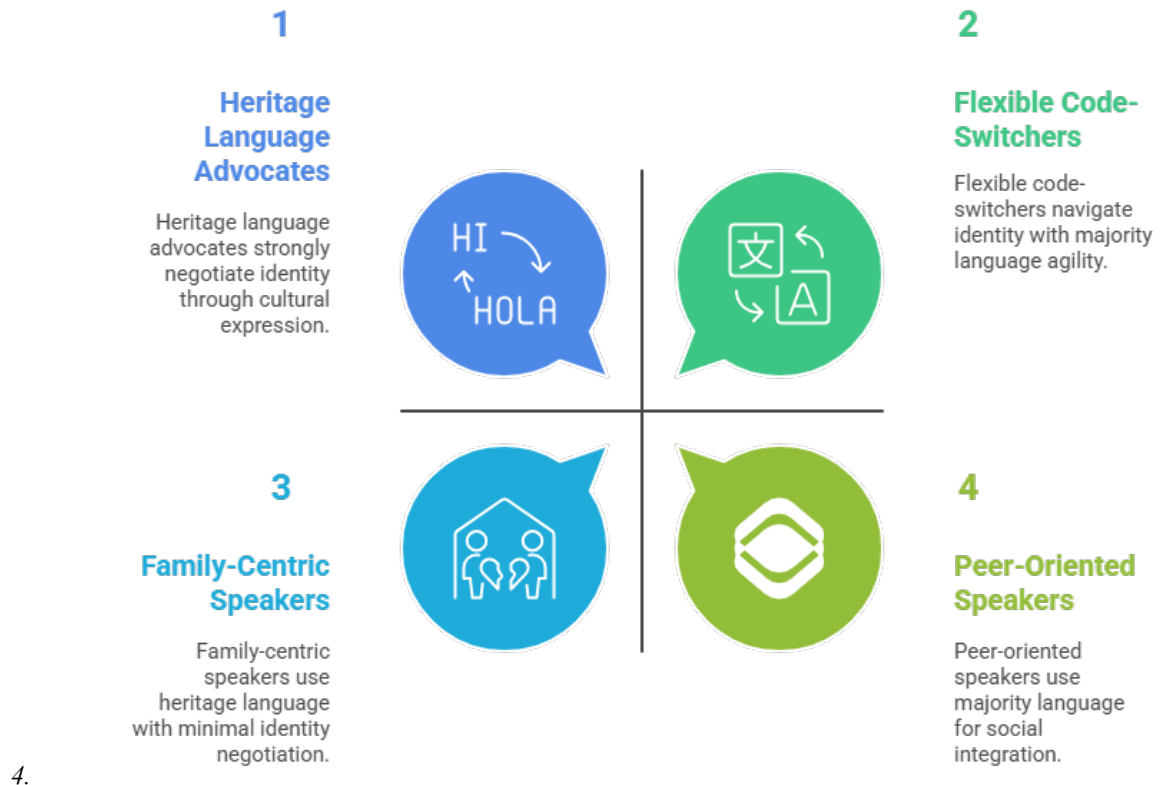 1
Heritage
Language
Advocates
Heritage language
advocates strongly
negotiate identity
through cultural
expression.
HI
HOLA
2
Flexible Code-
Switchers
Flexible code-
switchers navigate
identity with majority
language agility.
文
A
3
Family-Centric
Speakers
Family-centric
speakers use
heritage language
with minimal identity
negotiation.
4
Peer-Oriented
Speakers
Peer-oriented
speakers use
majority language
for social
integration.
4.